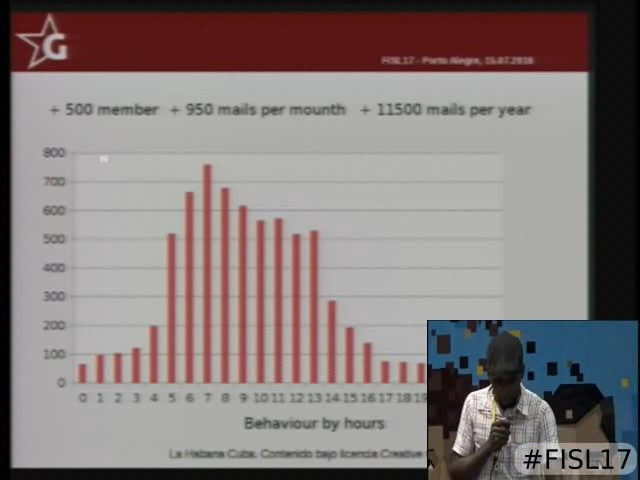 G
FISL17 - Porto Alegre, 15.07.2016
+ 500 member + 950 mails per mounth + 11500 mails per year
800
700
600
500
400
300
200
100
0
0 1 2 3 4 5 6 7 8 9 10 11 12 13 14 15 16 17 18 19
Behaviour by hours
La Habana Cuba. Contenido bajo licencia Creative
#FISL17